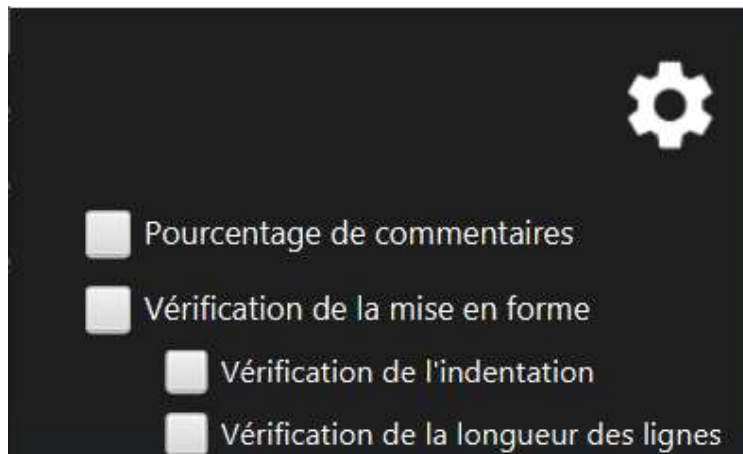 Pourcentage de commentaires
Vérification de la mise en forme
Vérification de l'indentation
Vérification de la longueur des lignes